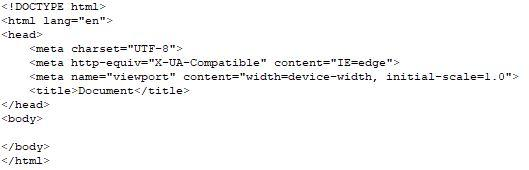 <!DOCTYPE html>
<html lang="en">
<head>
    <meta charset="UTF-8">
    <meta http-equiv="X-UA-Compatible" content="IE=edge">
    <meta name="viewport" content="width=device-width, initial-scale=1.0">
    <title>Document</title>
</head>
<body>

</body>
</html>